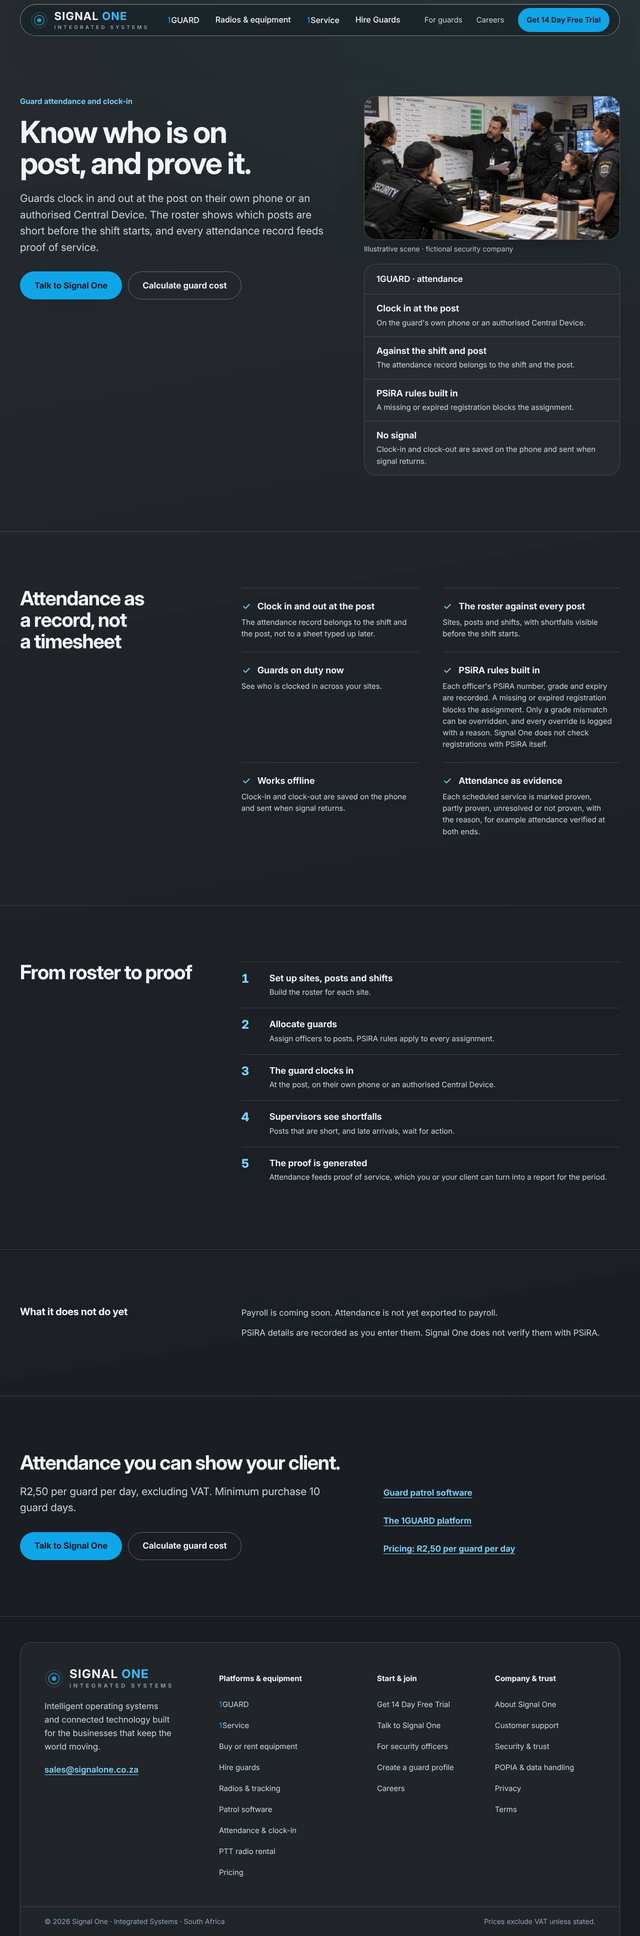 SIGNAL ONE
INTEGRATED SYSTEMS
1GUARD
Radios & equipment
1Service
Hire Guards
For guards
Careers
Get 14 Day Free Trial
Guard attendance and clock-in
Know who is on
post, and prove it.
Guards clock in and out at the post on their own phone or an
authorised Central Device. The roster shows which posts are
short before the shift starts, and every attendance record feeds
proof of service.
Talk to Signal One
Calculate guard cost
SECURITY
Illustrative scene · fictional security company
1GUARD · attendance
Clock in at the post
On the guard's own phone or an authorised Central Device.
Against the shift and post
The attendance record belongs to the shift and the post.
PSiRA rules built in
A missing or expired registration blocks the assignment.
No signal
Clock-in and clock-out are saved on the phone and sent when
signal returns.
Attendance as
a record, not
a timesheet
Clock in and out at the post
The attendance record belongs to the shift and
the post, not to a sheet typed up later.
The roster against every post
Sites, posts and shifts, with shortfalls visible
before the shift starts.
Guards on duty now
See who is clocked in across your sites.
PSiRA rules built in
Each officer's PSiRA number, grade and expiry
are recorded. A missing or expired registration
blocks the assignment. Only a grade mismatch
can be overridden, and every override is logged
with a reason. Signal One does not check
registrations with PSiRA itself.
Works offline
Clock-in and clock-out are saved on the phone
and sent when signal returns.
Attendance as evidence
Each scheduled service is marked proven,
partly proven, unresolved or not proven, with
the reason, for example attendance verified at
both ends.
From roster to proof
1
Set up sites, posts and shifts
Build the roster for each site.
2
Allocate guards
Assign officers to posts. PSiRA rules apply to every assignment.
3
The guard clocks in
At the post, on their own phone or an authorised Central Device.
4
Supervisors see shortfalls
Posts that are short, and late arrivals, wait for action.
5
The proof is generated
Attendance feeds proof of service, which you or your client can turn into a report for the period.
What it does not do yet
Payroll is coming soon. Attendance is not yet exported to payroll.
PSiRA details are recorded as you enter them. Signal One does not verify them with PSiRA.
Attendance you can show your client.
R2,50 per guard per day, excluding VAT. Minimum purchase 10
guard days.
Talk to Signal One
Calculate guard cost
Guard patrol software
The 1GUARD platform
Pricing: R2,50 per guard per day
SIGNAL ONE
INTEGRATED SYSTEMS
Intelligent operating systems
and connected technology built
for the businesses that keep the
world moving.
sales@signalone.co.za
Platforms & equipment
1GUARD
1Service
Buy or rent equipment
Hire guards
Radios & tracking
Patrol software
Attendance & clock-in
PTT radio rental
Pricing
Start & join
Get 14 Day Free Trial
Talk to Signal One
For security officers
Create a guard profile
Careers
Company & trust
About Signal One
Customer support
Security & trust
POPIA & data handling
Privacy
Terms
© 2026 Signal One · Integrated Systems · South Africa
Prices exclude VAT unless stated.